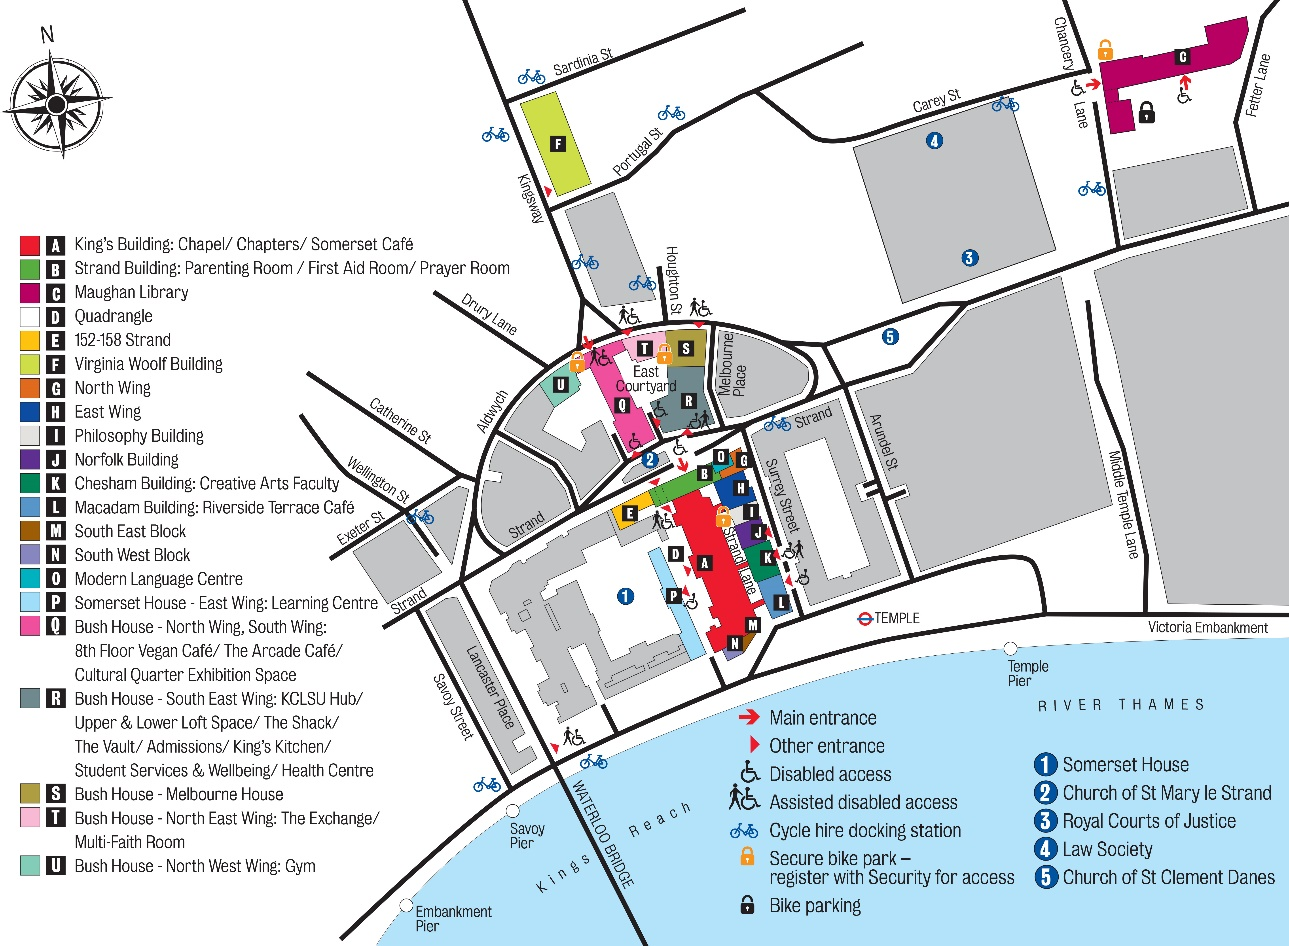 N
Sardinia St
Kingsway
Portugal St
Carey St
Chancery
Lane
Fetter Lane
C
4
F
3
Houghton St
Drury Lane
5
A King's Building: Chapel/ Chapters/ Somerset Café
B Strand Building: Parenting Room / First Aid Room/ Prayer Room
C Maughan Library
D Quadrangle
E 152-158 Strand
F Virginia Woolf Building
G North Wing
H East Wing
I Philosophy Building
J Norfolk Building
K Chesham Building: Creative Arts Faculty
L Macadam Building: Riverside Terrace Café
M South East Block
N South West Block
O Modern Language Centre
P Somerset House - East Wing: Learning Centre
Q Bush House - North Wing, South Wing:
8th Floor Vegan Café/ The Arcade Café/
Cultural Quarter Exhibition Space
R Bush House - South East Wing: KCLSU Hub/
Upper & Lower Loft Space/ The Shack/
The Vault/ Admissions/ King's Kitchen/
Student Services & Wellbeing/ Health Centre
S Bush House - Melbourne House
T Bush House - North East Wing: The Exchange/
Multi-Faith Room
U Bush House - North West Wing: Gym
T
S
East
Courtyard
U
Q
R
Melbourne
Place
Aldwych
Catherine St
Wellington St
Exeter St
Strand
Strand
Strand
Arundel St
Surrey Street
Middle Temple Lane
2
O
G
B
H
E
I
J
D
A
K
Strand Lane
1
P
L
M
N
TEMPLE
Victoria Embankment
Temple
Pier
RIVER THAMES
Lancaster Place
Savoy Street
Savoy
Pier
WATERLOO BRIDGE
Kings Reach
Embankment
Pier
Main entrance
Other entrance
Disabled access
Assisted disabled access
Cycle hire docking station
Secure bike park –
register with Security for access
Bike parking
1 Somerset House
2 Church of St Mary le Strand
3 Royal Courts of Justice
4 Law Society
5 Church of St Clement Danes